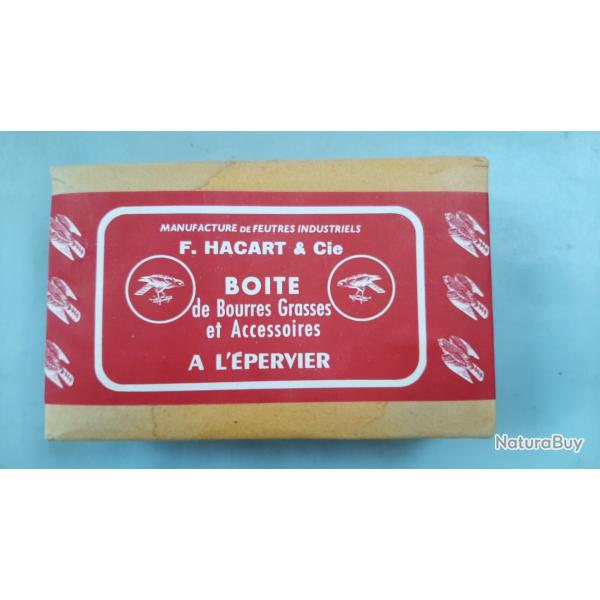 MANUFACTURE DE FEUTRES INDUSTRIELS
F. HACART & Cie
BOITE
de Bourres Grasses
et Accessoires
A L'ÉPERVIER
NaturaBuy